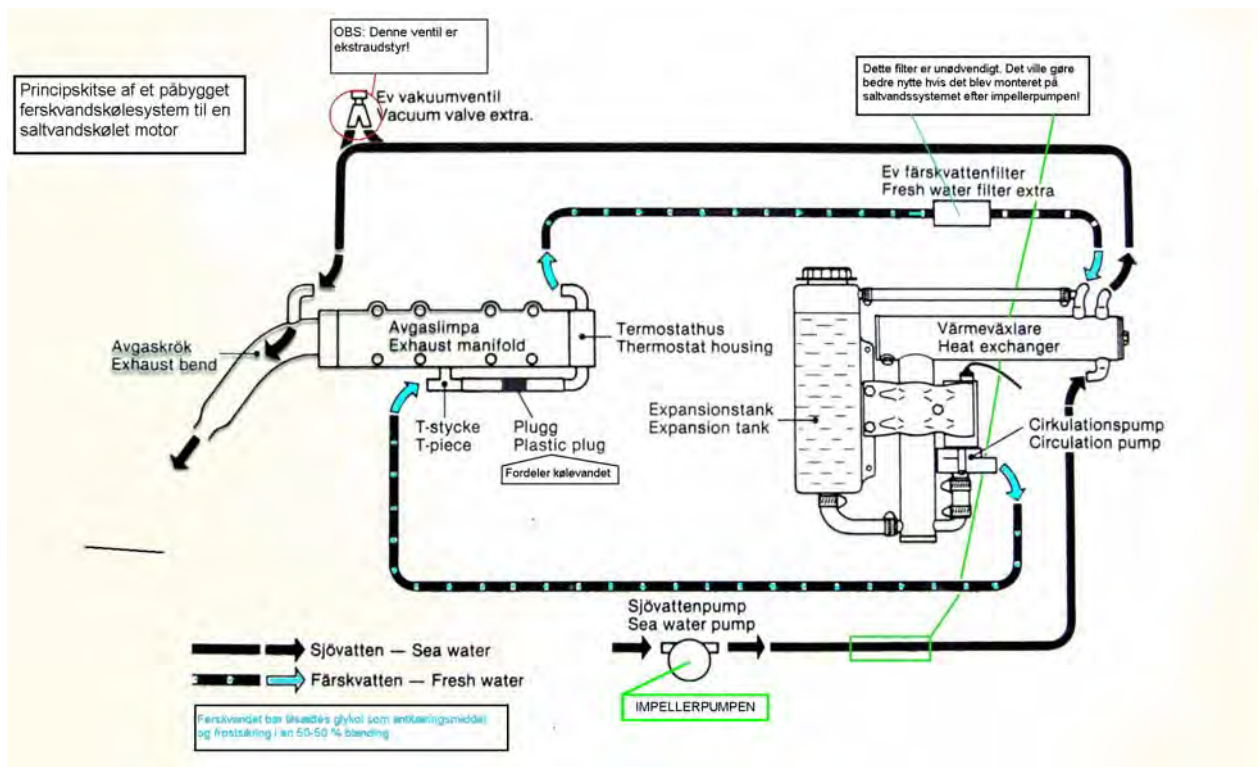 OBS: Denne ventil er
ekstraudstyr!
Principskitse af et påbygget
ferskvandskølesystem til en
saltvandskølet motor
Dette filter er unødvendigt. Det ville gøre
bedre nytte hvis det blev monteret på
saltvandssystemet efter impellerpumpen!
Ev vakuumventil
Vacuum valve extra.
Ev färskvattenfilter
Fresh water filter extra
Avgaskrök
Exhaust bend
Avgaslimpa
Exhaust manifold
Termostathus
Thermostat housing
Värmeväxlare
Heat exchanger
T-stycke
T-piece
Plugg
Plastic plug
Fordeler kølevandet
Expansionstank
Expansion tank
Cirkulationspump
Circulation pump
Sjövattenpump
Sea water pump
IMPELLERPUMPEN
Sjövatten — Sea water
Färskvatten — Fresh water
Ferskvandet bør tilsættes glykol som antitæringsmiddel
og frostsikring i en 50-50 % blanding